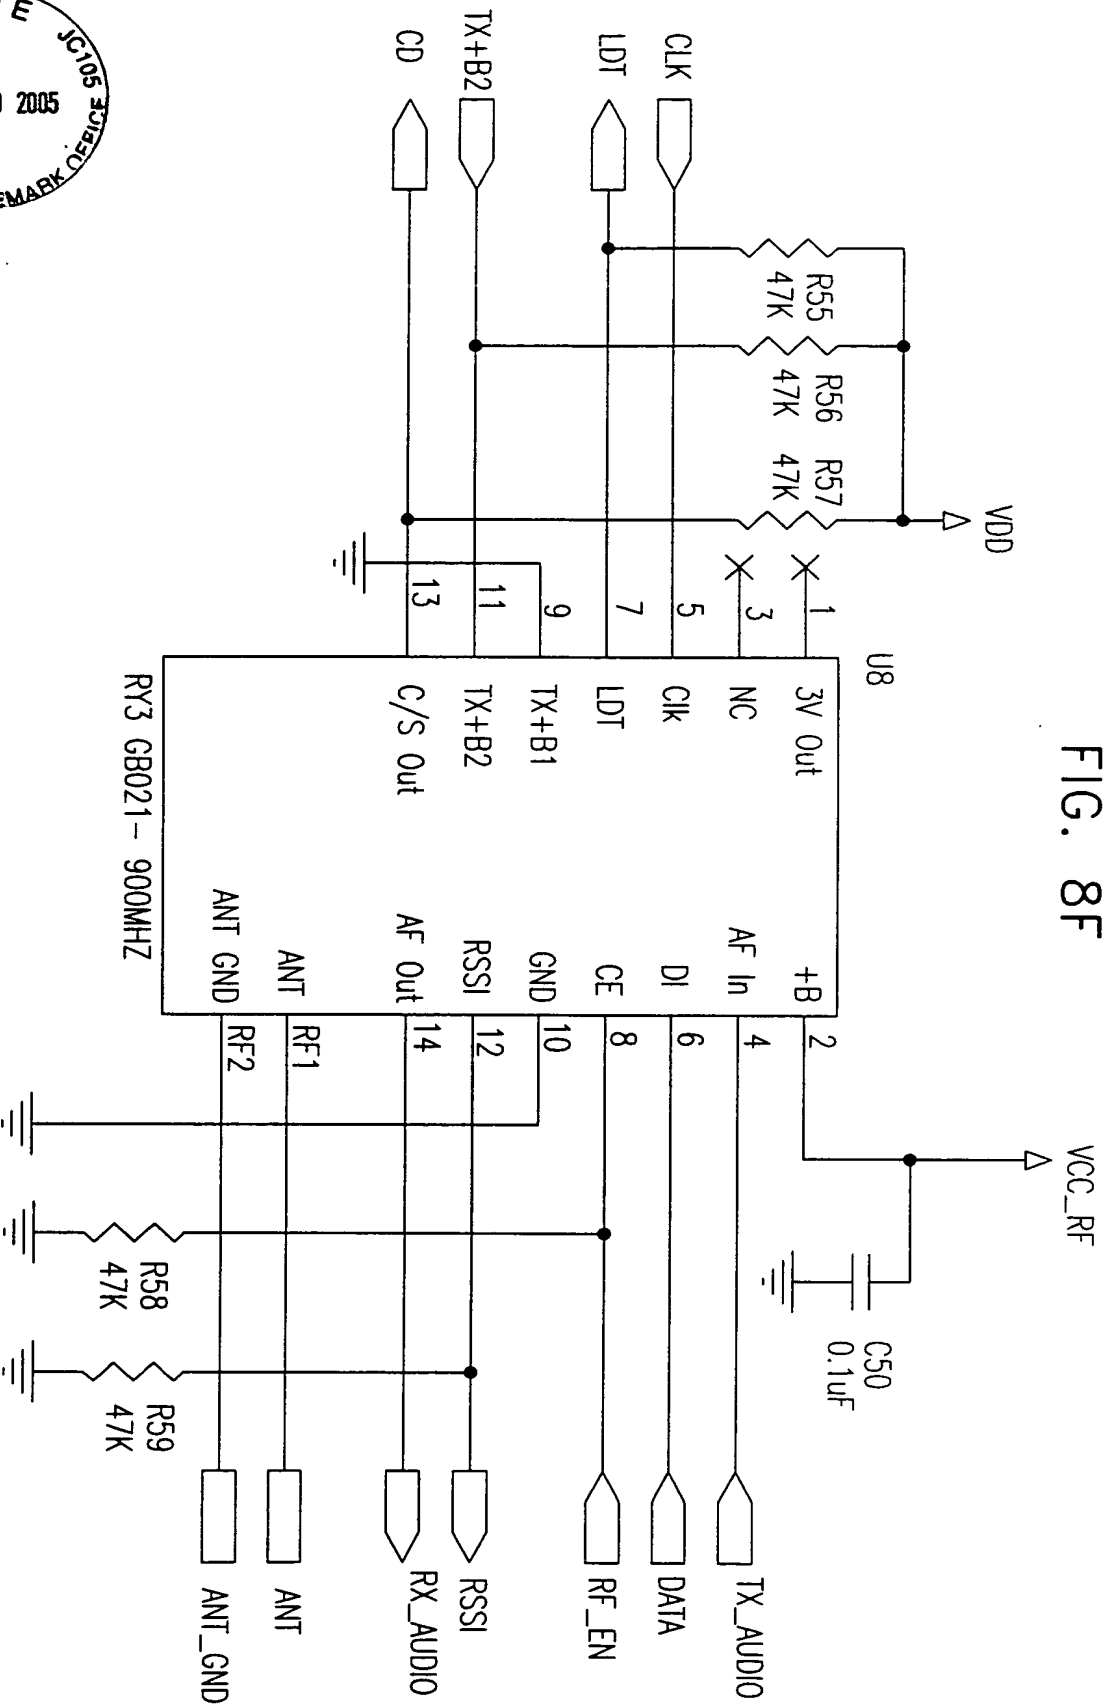 FIG. 8F
VDD
VCC_RF
C50
0.1uF
R55
47K
R56
47K
R57
47K
U8
CLK
LDT
TX+B2
CD
1
3
5
7
9
11
13
3V Out
NC
Clk
LDT
TX+B1
TX+B2
C/S Out
+B
AF In
DI
CE
GND
RSSI
AF Out
ANT
ANT GND
2
4
6
8
10
12
14
RF1
RF2
RY3 GB021- 900MHZ
TX_AUDIO
DATA
RF_EN
RSSI
RX_AUDIO
ANT
ANT_GND
R58
47K
R59
47K
E
JC105
2005
EMARK OFFICE